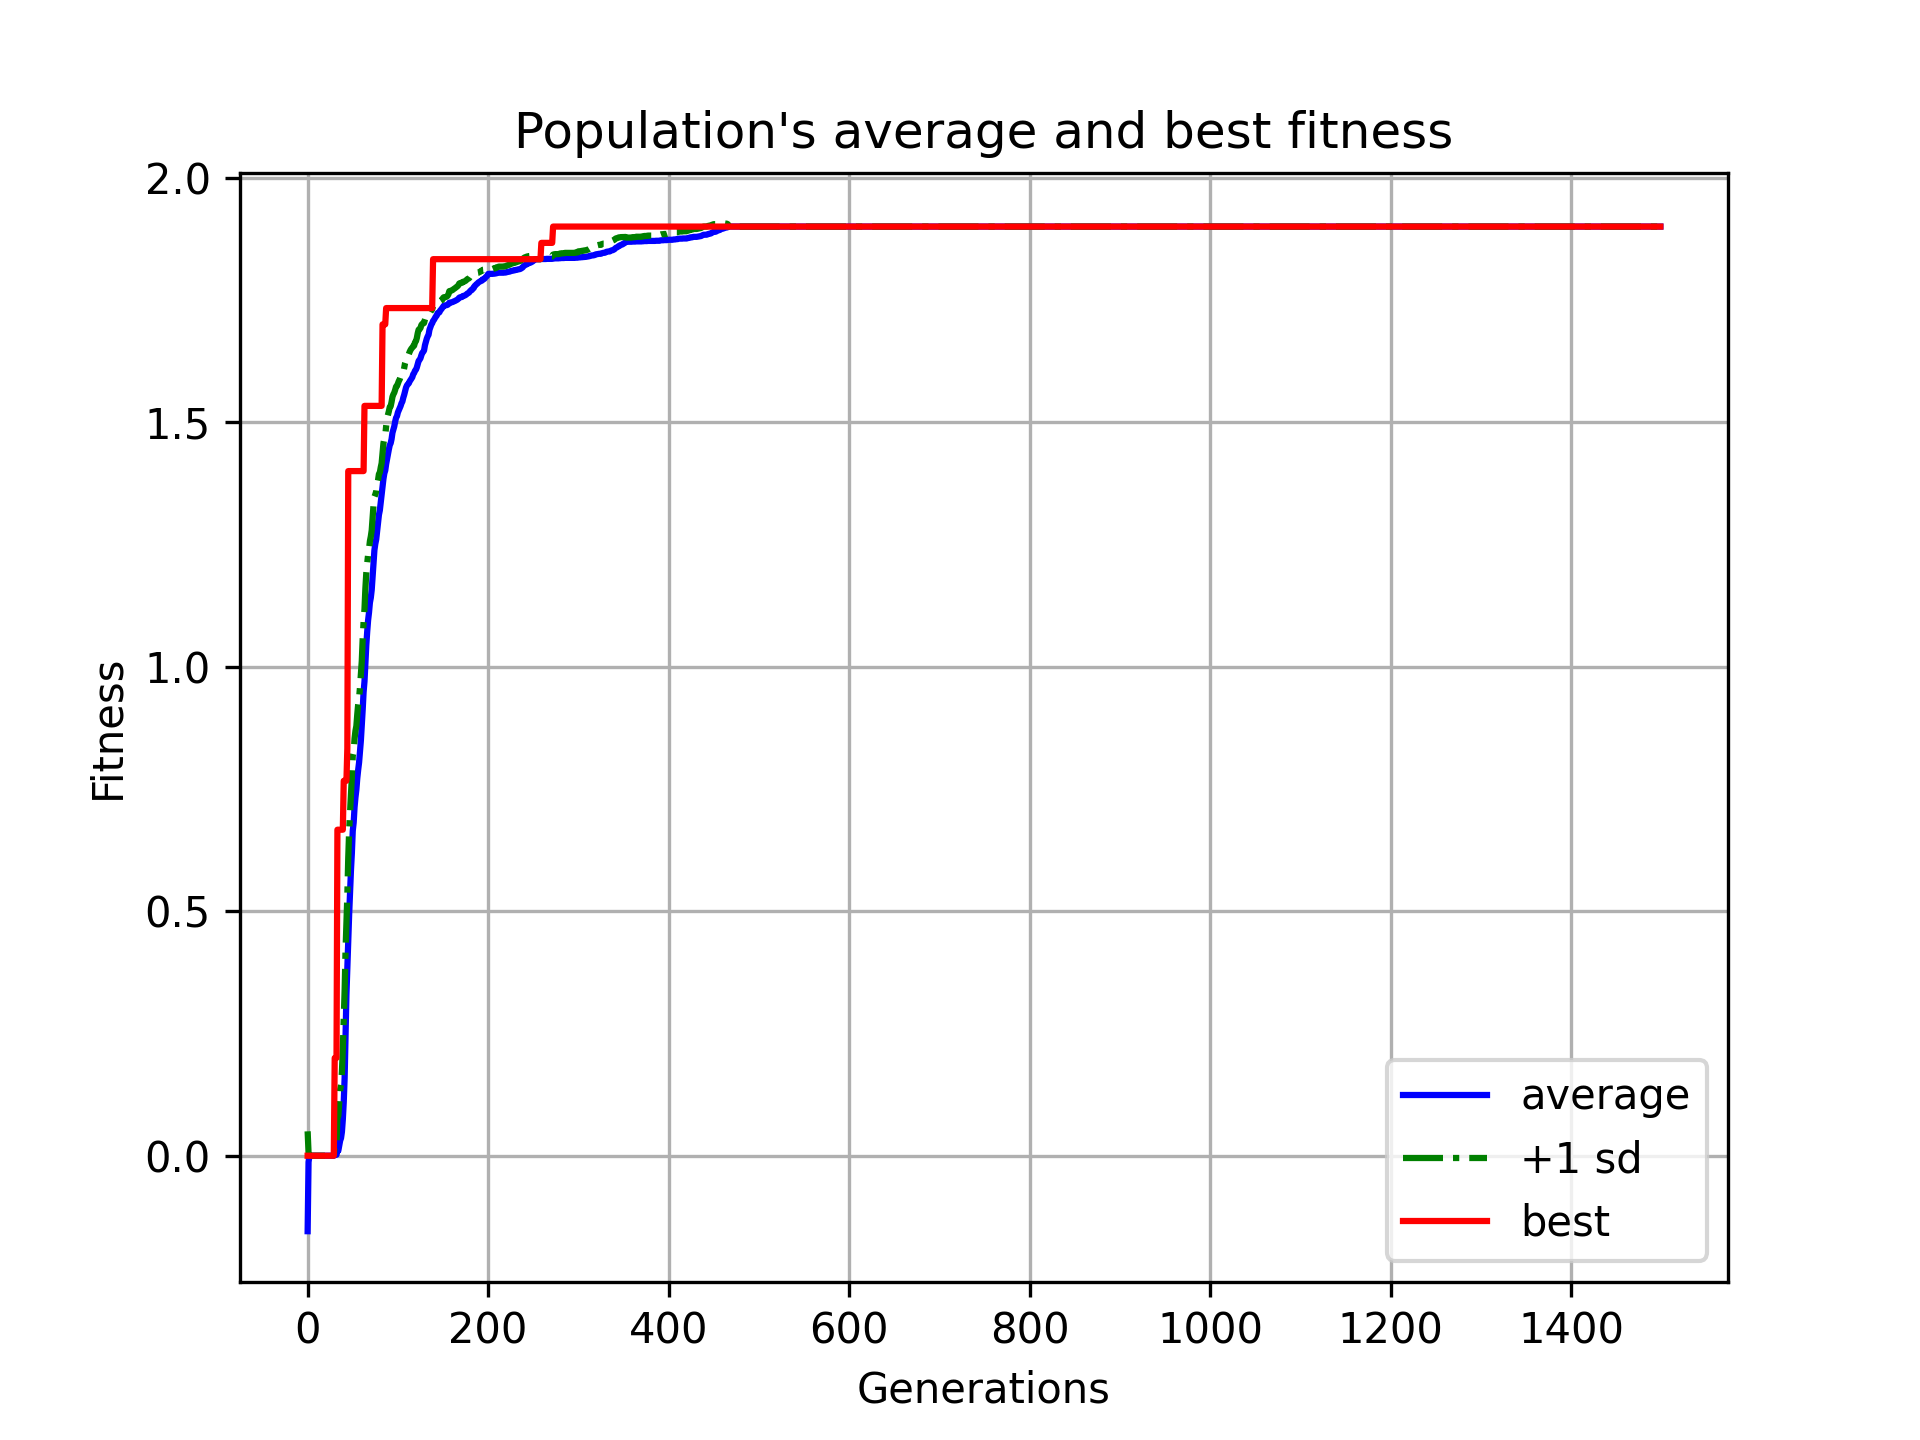 Population's average and best fitness
2.0
1.5
1.0
0.5
0.0
Fitness
average
+1 sd
best
0 200 400 600 800 1000 1200 1400
Generations